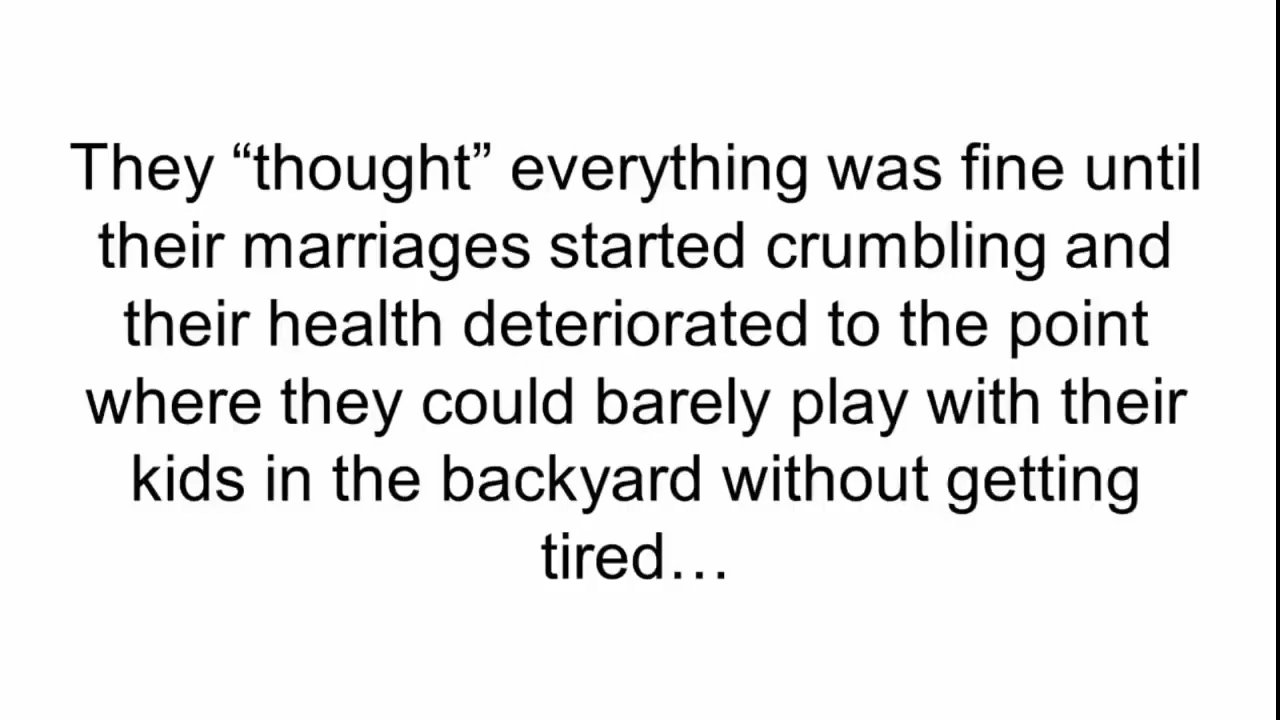 They “thought” everything was fine until
their marriages started crumbling and
their health deteriorated to the point
where they could barely play with their
kids in the backyard without getting
tired…